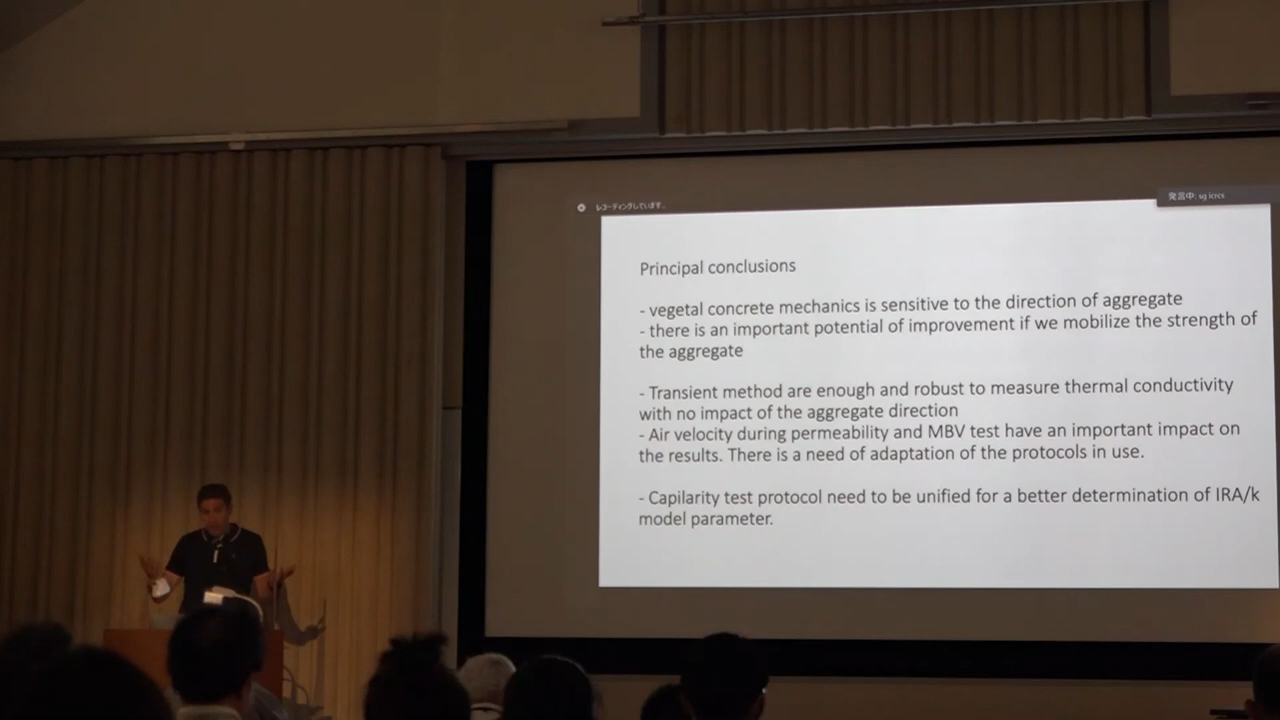 レコーディングしています...
発言中: sg icrcs
Principal conclusions
- vegetal concrete mechanics is sensitive to the direction of aggregate
- there is an important potential of improvement if we mobilize the strength of
the aggregate
- Transient method are enough and robust to measure thermal conductivity
with no impact of the aggregate direction
- Air velocity during permeability and MBV test have an important impact on
the results. There is a need of adaptation of the protocols in use.
- Capilarity test protocol need to be unified for a better determination of IRA/k
model parameter.